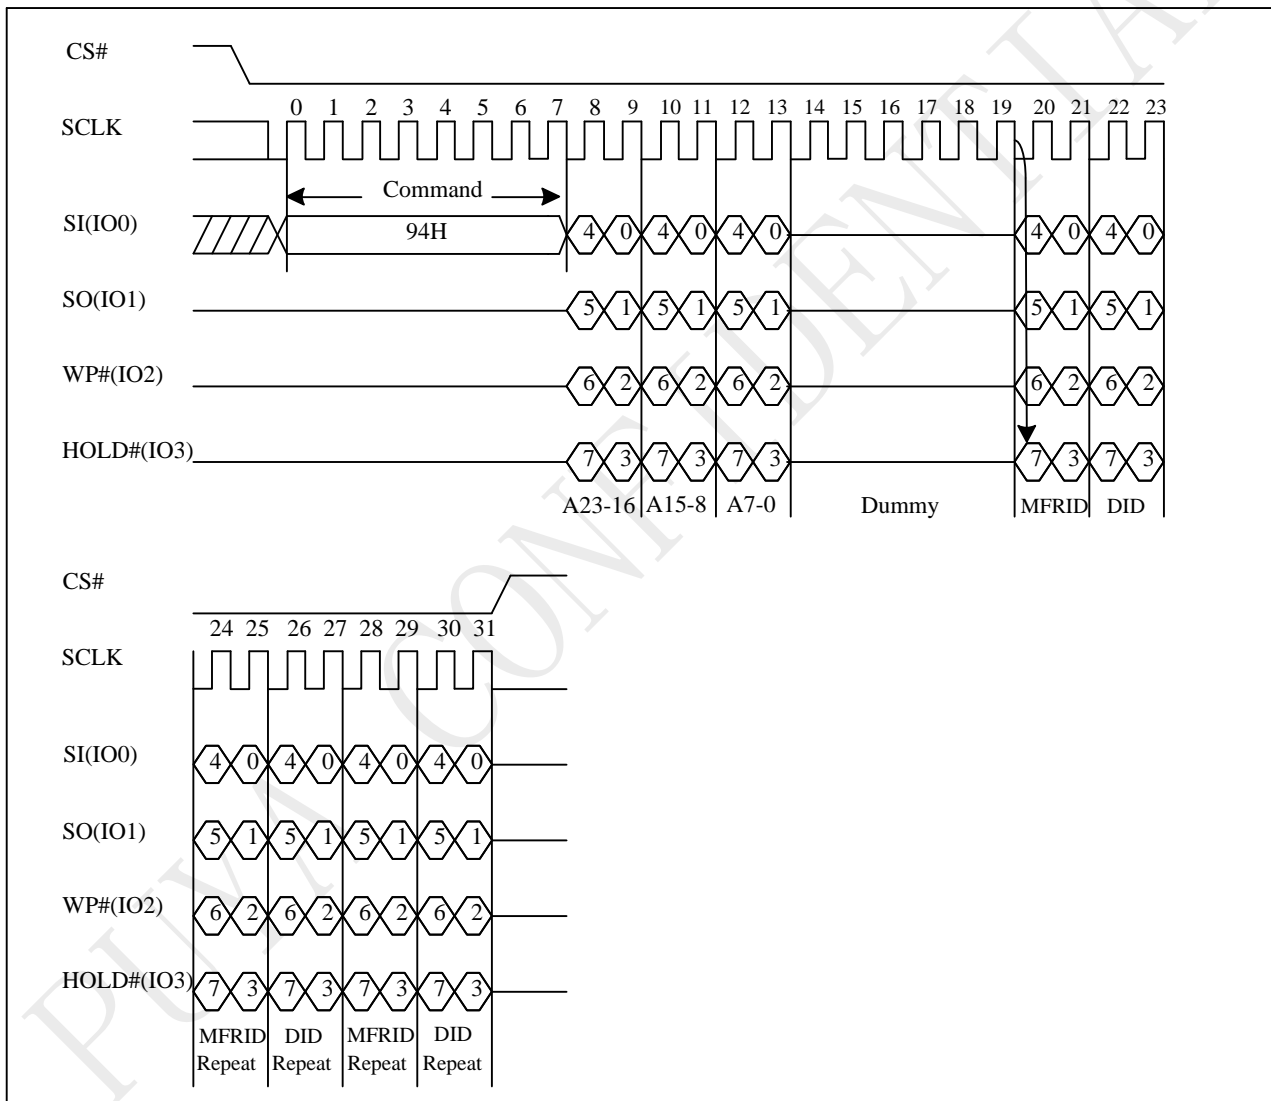 CS#
0 1 2 3 4 5 6 7 8 9 10 11 12 13 14 15 16 17 18 19 20 21 22 23
SCLK
Command
SI(IO0) 94H 4 0 4 0 4 0 4 0 4 0
SO(IO1) 5 1 5 1 5 1 5 1 5 1
WP#(IO2) 6 2 6 2 6 2 6 2 6 2
HOLD#(IO3) 7 3 7 3 7 3 7 3 7 3
A23-16 A15-8 A7-0 Dummy MFRID DID
CS#
24 25 26 27 28 29 30 31
SCLK
SI(IO0) 4 0 4 0 4 0 4 0
SO(IO1) 5 1 5 1 5 1 5 1
WP#(IO2) 6 2 6 2 6 2 6 2
HOLD#(IO3) 7 3 7 3 7 3 7 3
MFRID DID MFRID DID
Repeat Repeat Repeat Repeat
PUYA CONFIDENTIAL